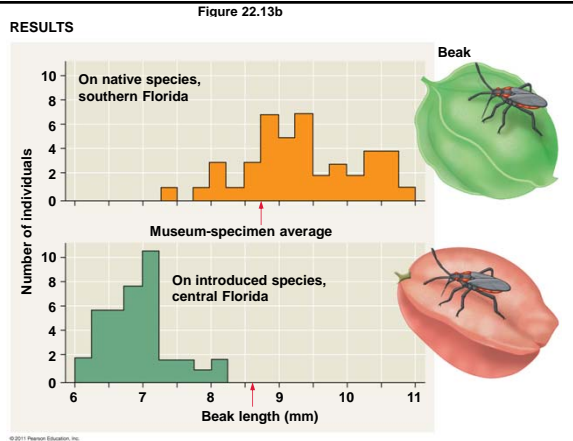 Figure 22.13b
RESULTS
Beak
On native species,
southern Florida
10
8
6
4
2
0
Number of individuals
Museum-specimen average
On introduced species,
central Florida
10
8
6
4
2
0
6 7 8 9 10 11
Beak length (mm)
© 2011 Pearson Education, Inc.